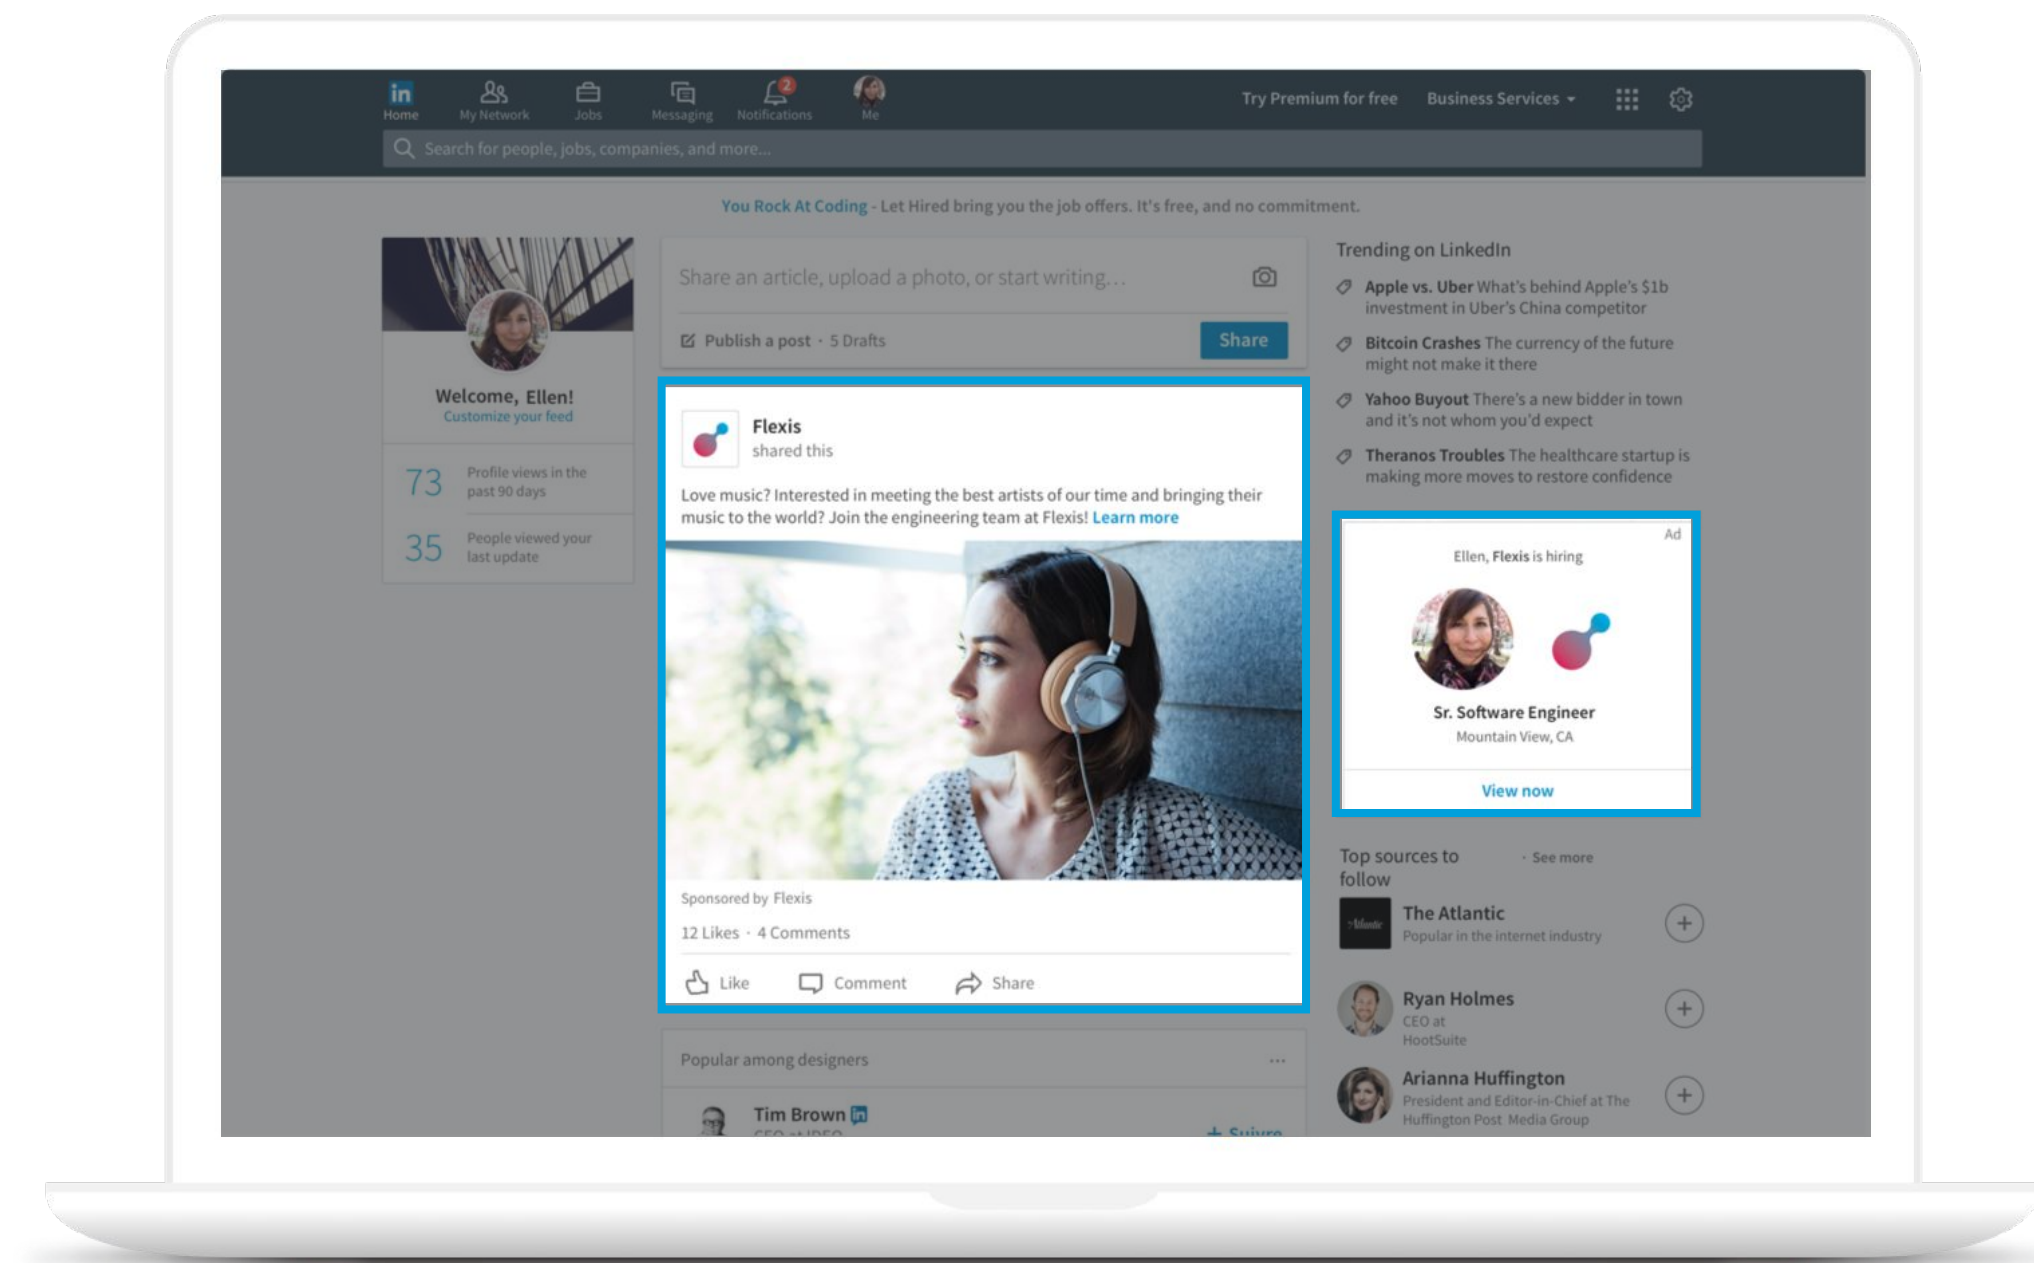 in
Home
My Network
Jobs
Messaging
2
Notifications
Me
Try Premium for free
Business Services
Search for people, jobs, companies, and more...
You Rock At Coding - Let Hired bring you the job offers. It's free, and no commitment.
Welcome, Ellen!
Customize your feed
73
Profile views in the
past 90 days
35
People viewed your
last update
Share an article, upload a photo, or start writing...
Publish a post · 5 Drafts
Share
Flexis
shared this
Love music? Interested in meeting the best artists of our time and bringing their
music to the world? Join the engineering team at Flexis! Learn more
Sponsored by Flexis
12 Likes · 4 Comments
Like
Comment
Share
Popular among designers
...
Tim Brown in
CEO at IDEO
+ Suivre
Trending on LinkedIn
Apple vs. Uber What's behind Apple's $1b
investment in Uber's China competitor
Bitcoin Crashes The currency of the future
might not make it there
Yahoo Buyout There's a new bidder in town
and it's not whom you'd expect
Theranos Troubles The healthcare startup is
making more moves to restore confidence
Ad
Ellen, Flexis is hiring
Sr. Software Engineer
Mountain View, CA
View now
Top sources to
follow
· See more
Atlantic
The Atlantic
Popular in the internet industry
Ryan Holmes
CEO at
HootSuite
Arianna Huffington
President and Editor-in-Chief at The
Huffington Post Media Group